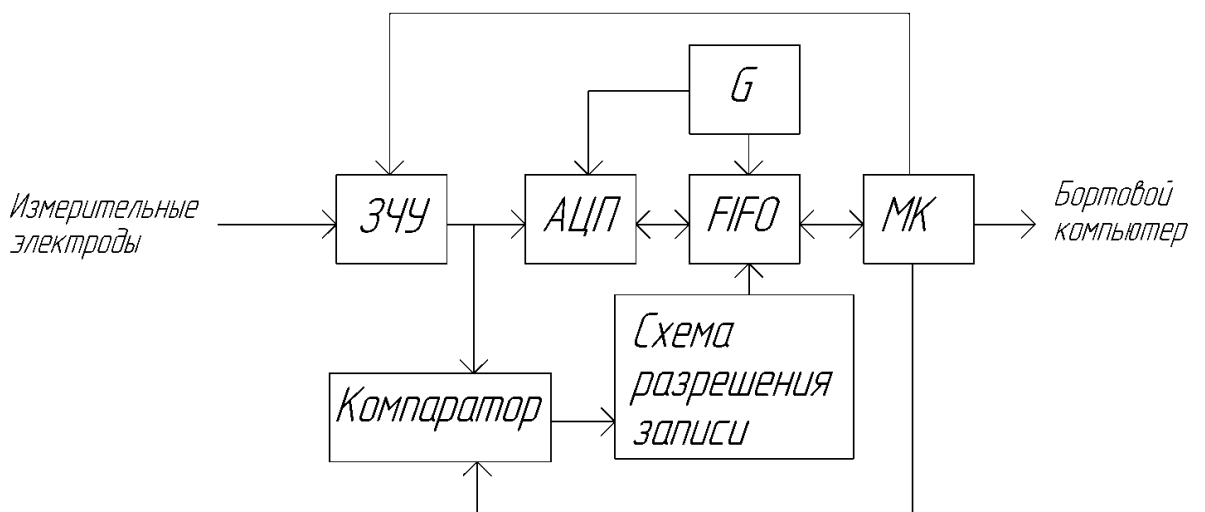 G
Измерительные
электроды
ЗЧУ
АЦП
FIFO
МК
Бортовой
компьютер
Схема
разрешения
записи
Компаратор